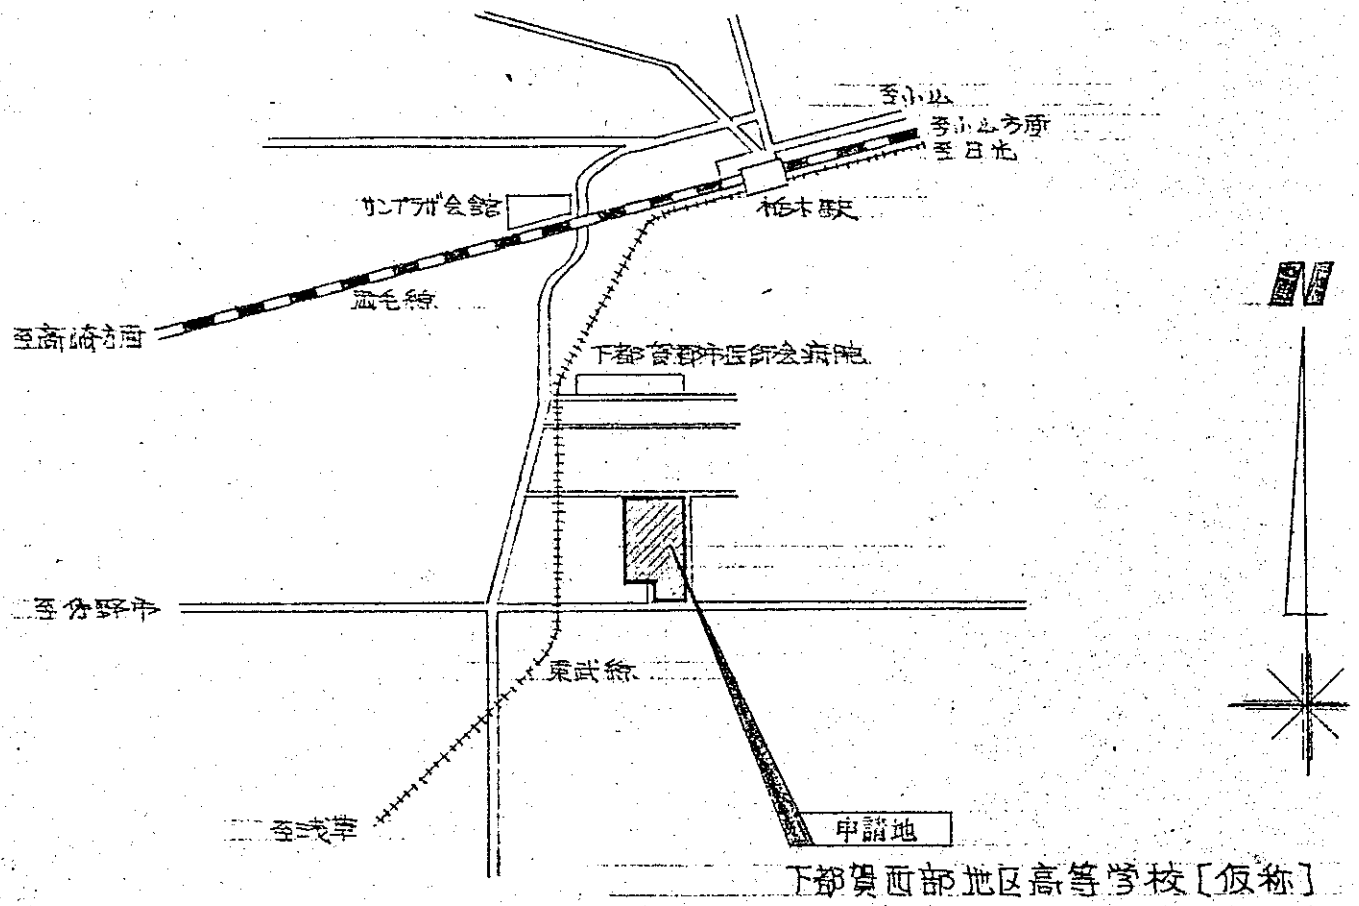 至小山
至小山方面
至日光
サンプラザ会館
栃木駅
N
両毛線
至高崎方面
下都賀郡市医師会病院
至佐野市
東武線
至浅草
申請地
下都賀西部地区高等学校[仮称]